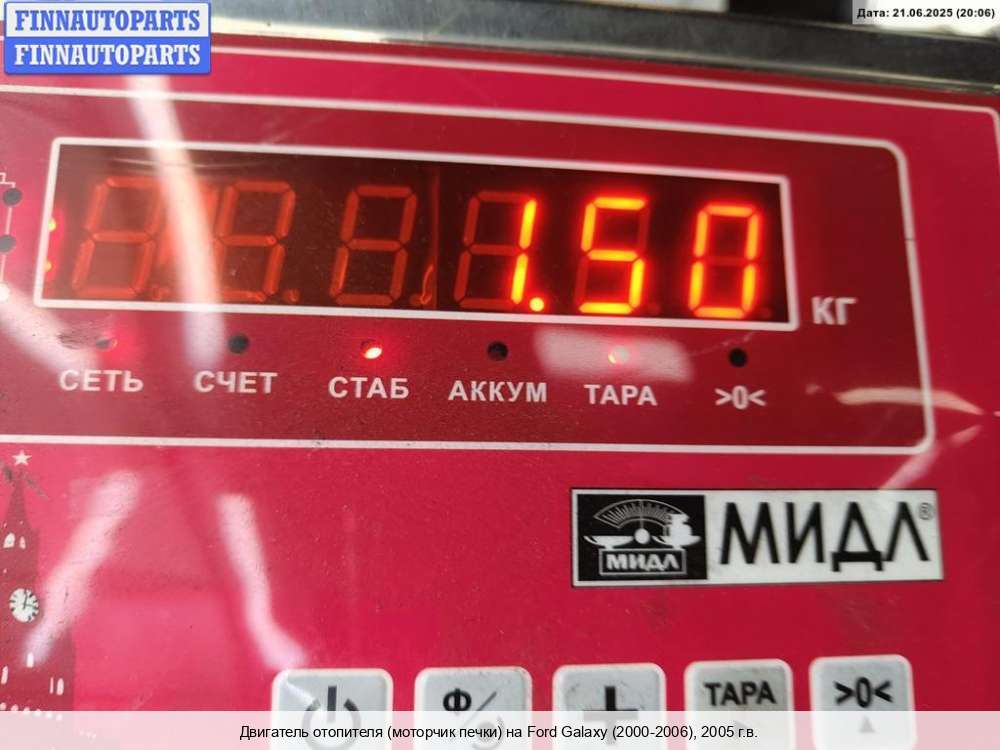 FINNAUTOPARTS
FINNAUTOPARTS
Дата: 21.06.2025 (20:06)
1.50
КГ
СЕТЬ СЧЕТ СТАБ АККУМ ТАРА >0<
МИДЛ МИДЛ®
Ф/ + ТАРА >0<
Двигатель отопителя (моторчик печки) на Ford Galaxy (2000-2006), 2005 г.в.